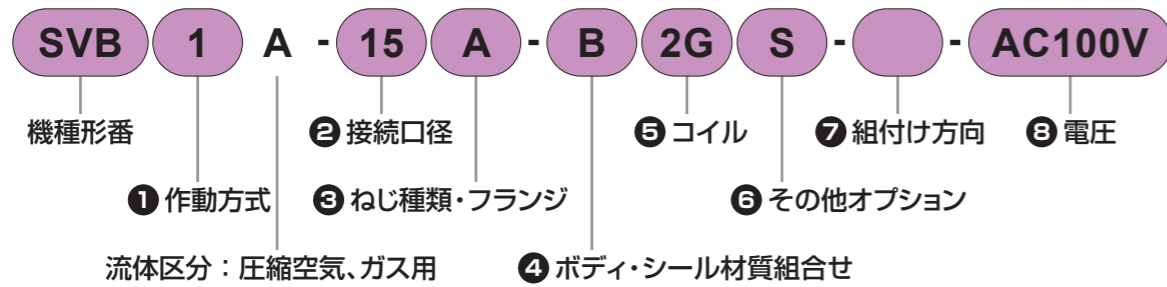 SVB 1 A - 15 A - B 2G S - - AC100V
機種形番 ❷ 接続口径 ❺ コイル ❼ 組付け方向 ❽ 電圧
❶ 作動方式 ❸ ねじ種類・フランジ ❻ その他オプション
流体区分：圧縮空気、ガス用 ❹ ボディ・シール材質組合せ